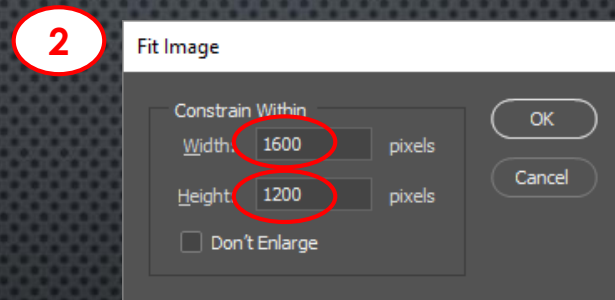 2
Fit Image
Constrain Within
Width: 1600 pixels
Height: 1200 pixels
Don't Enlarge
OK
Cancel